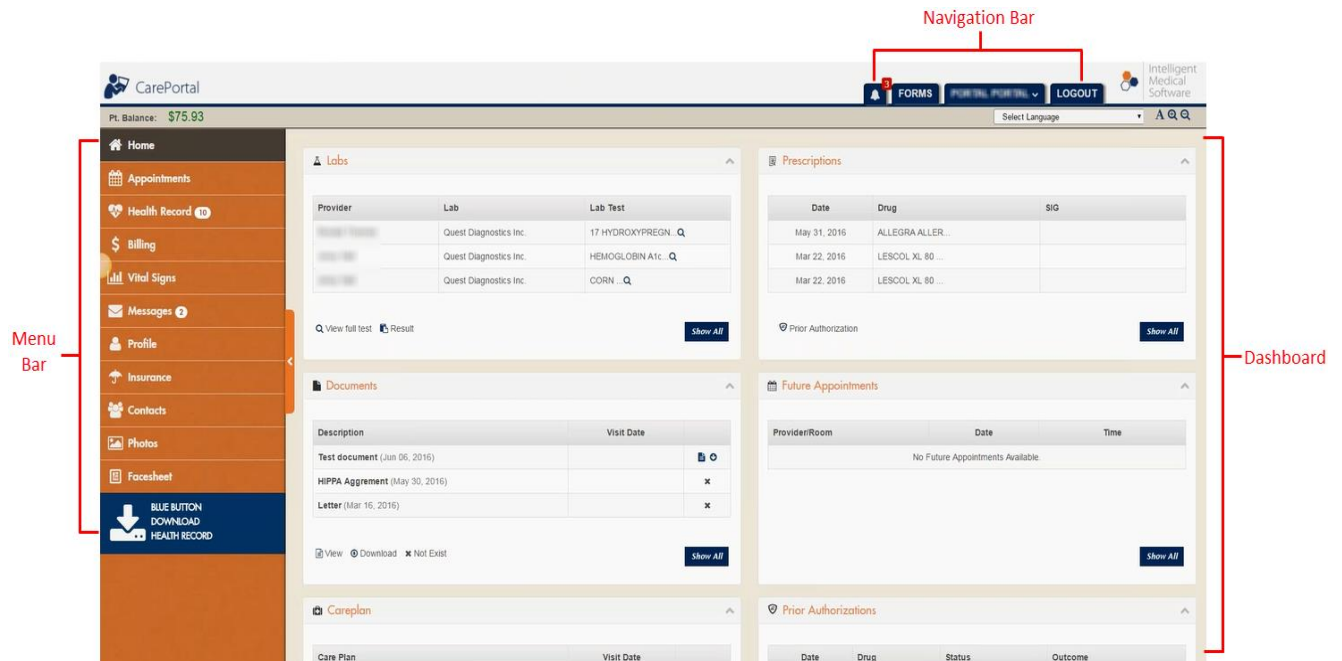 Navigation Bar
CarePortal
3
FORMS
LOGOUT
Intelligent
Medical
Software
Pt. Balance: $75.93
Select Language
A
Menu
Bar
Home
Appointments
Health Record 10
$ Billing
Vital Signs
Messages 2
Profile
Insurance
Contacts
Photos
Facesheet
BLUE BUTTON
DOWNLOAD
HEALTH RECORD
Labs
Provider Lab Lab Test
Quest Diagnostics Inc. 17 HYDROXYPREGN...
Quest Diagnostics Inc. HEMOGLOBIN A1c...
Quest Diagnostics Inc. CORN ...
View full test Result
Show All
Prescriptions
Date Drug SIG
May 31, 2016 ALLEGRA ALLER...
Mar 22, 2016 LESCOL XL 80 ...
Mar 22, 2016 LESCOL XL 80 ...
Prior Authorization
Show All
Dashboard
Documents
Description Visit Date
Test document (Jun 06, 2016)
HIPPA Aggrement (May 30, 2016)
Letter (Mar 16, 2016)
View Download Not Exist
Show All
Future Appointments
Provider/Room Date Time
No Future Appointments Available.
Show All
Careplan
Care Plan Visit Date
Prior Authorizations
Date Drug Status Outcome